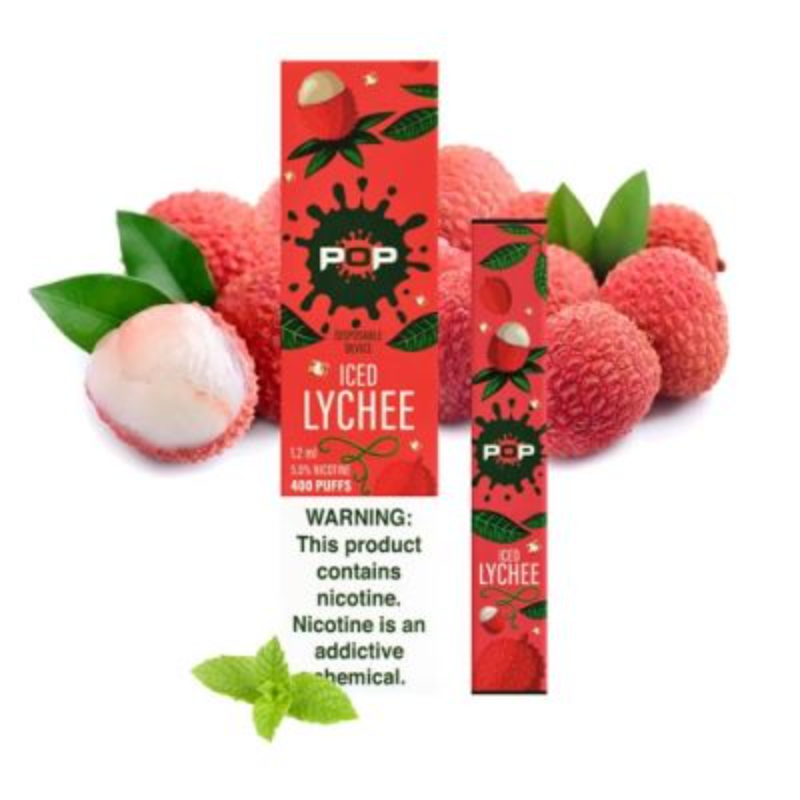 POP
DISPOSABLE
DEVICE
ICED
LYCHEE
1.2 ml
5.0% NICOTINE
400 PUFFS
WARNING:
This product
contains
nicotine.
Nicotine is an
addictive
chemical.
POP
ICED
LYCHEE